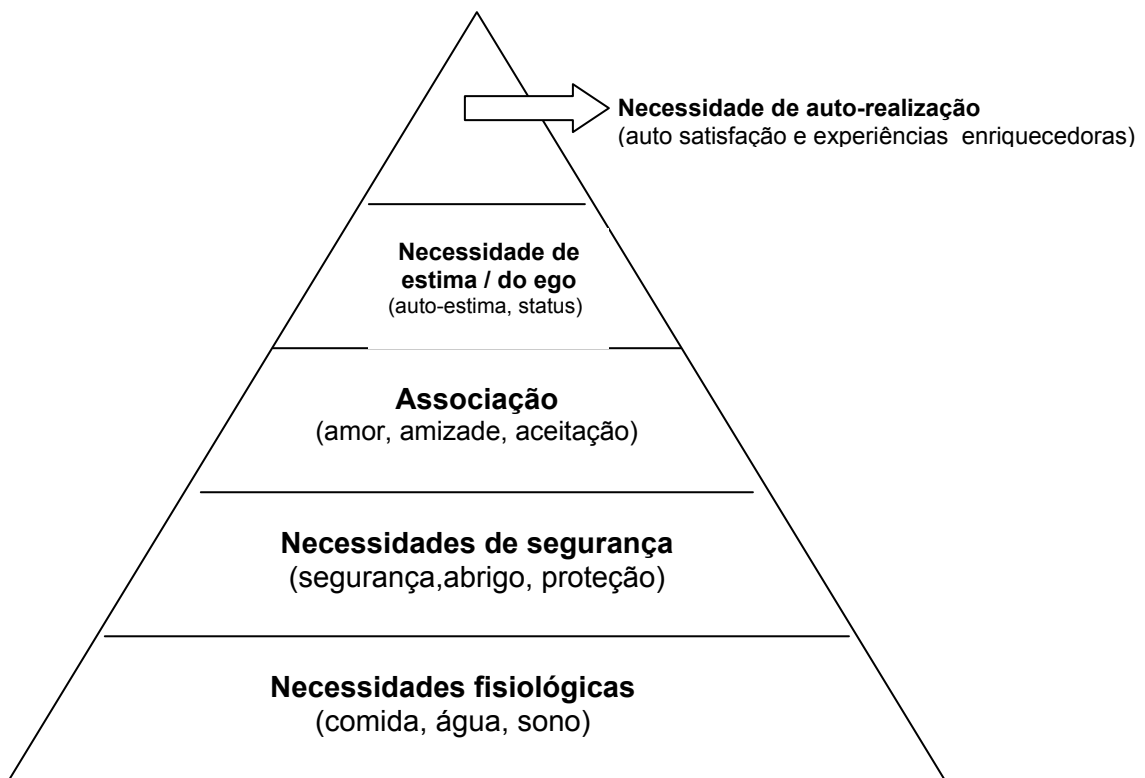 Necessidade de auto-realização
(auto satisfação e experiências enriquecedoras)
Necessidade de
estima / do ego
(auto-estima, status)
Associação
(amor, amizade, aceitação)
Necessidades de segurança
(segurança,abrigo, proteção)
Necessidades fisiológicas
(comida, água, sono)